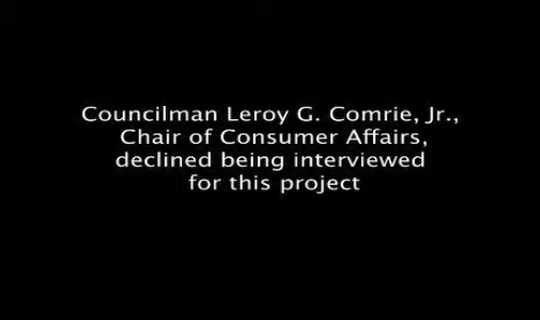 Councilman Leroy G. Comrie, Jr.,
Chair of Consumer Affairs,
declined being interviewed
for this project